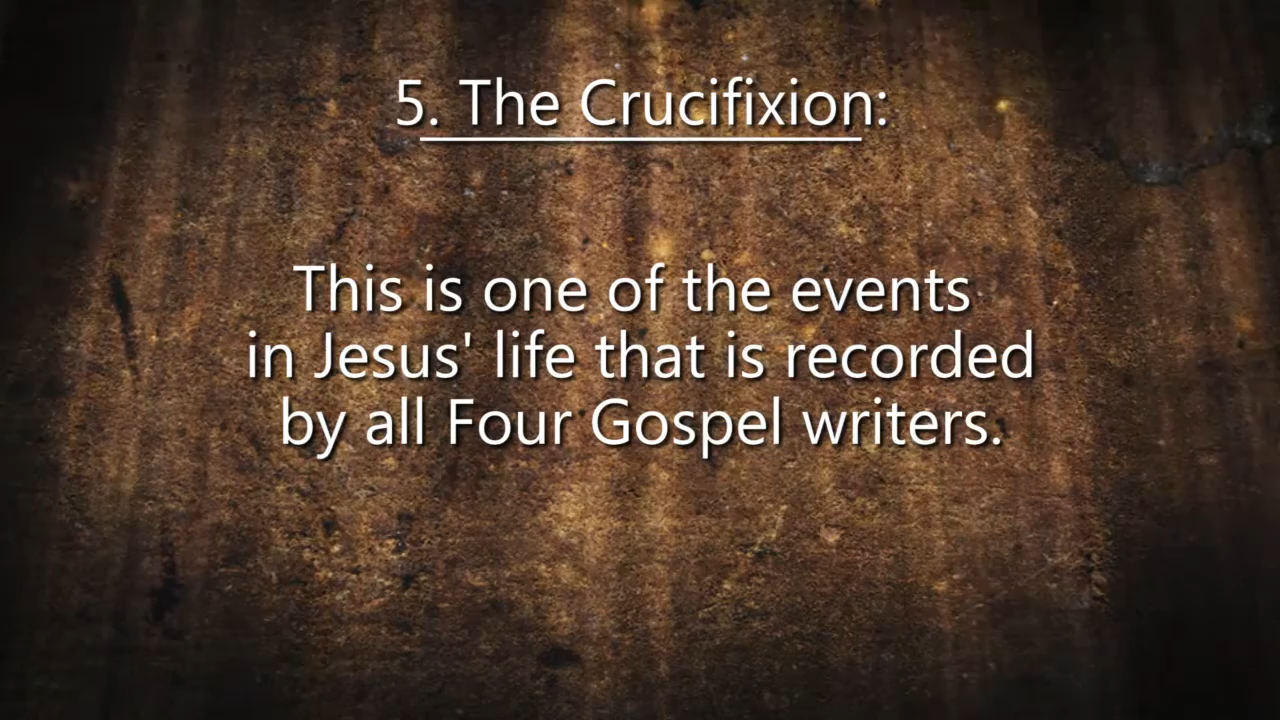 5. The Crucifixion:
This is one of the events
in Jesus' life that is recorded
by all Four Gospel writers.